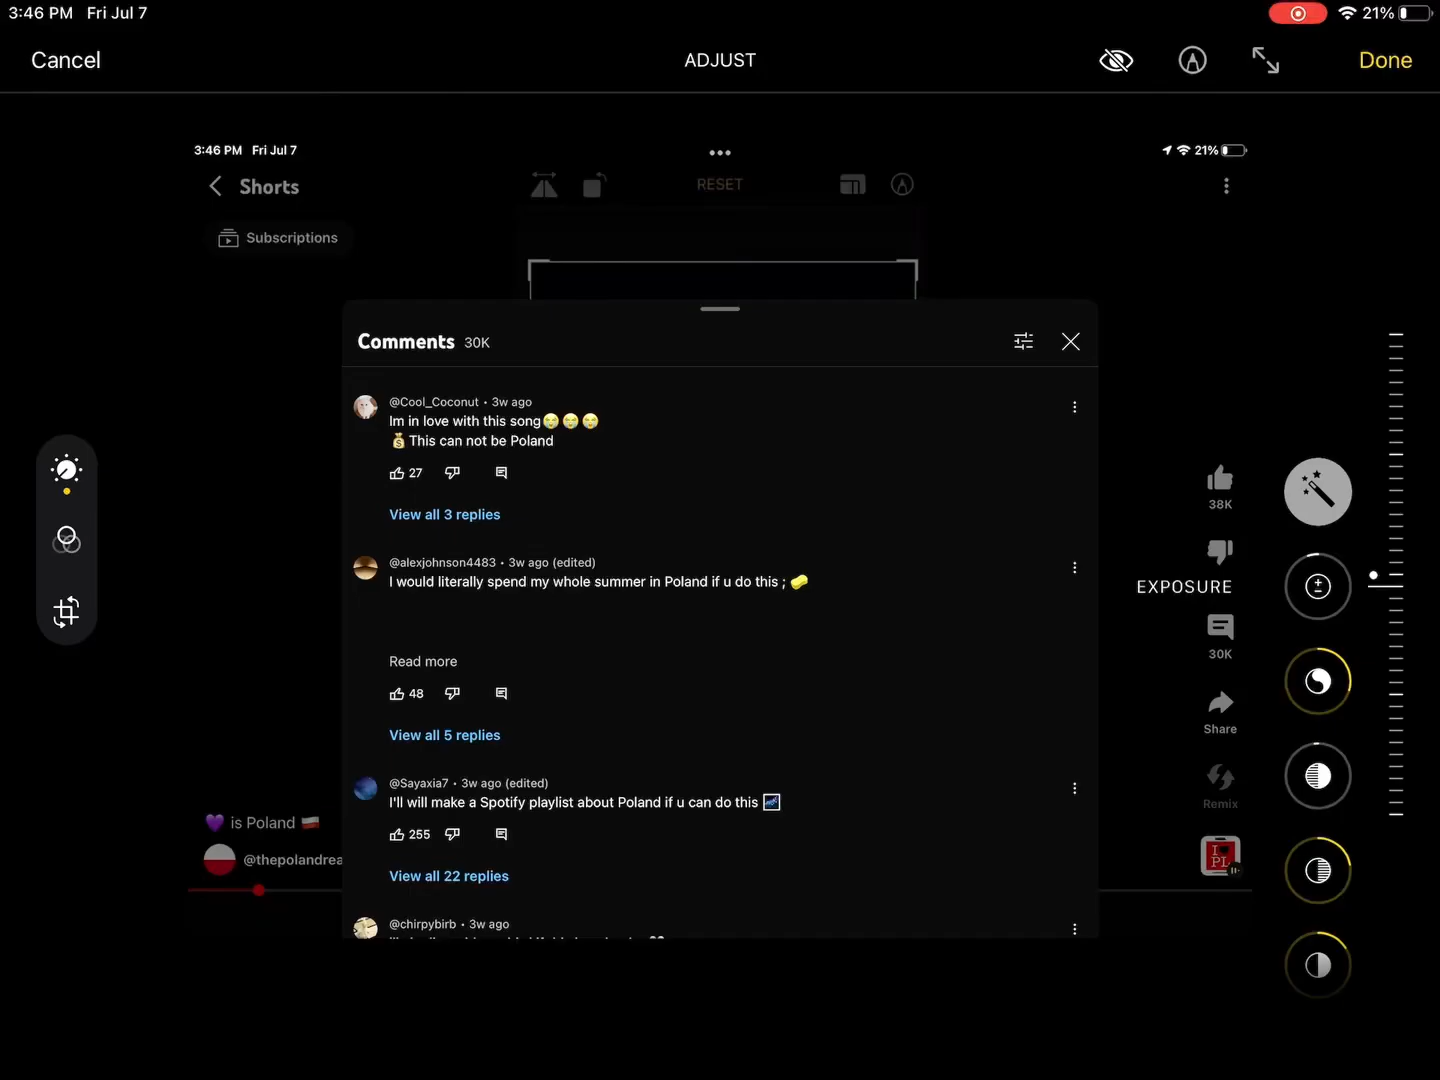 3:46 PM Fri Jul 7
21%
Cancel
ADJUST
Done
3:46 PM Fri Jul 7
21%
Shorts
RESET
Subscriptions
Comments 30K
@Cool_Coconut • 3w ago
Im in love with this song😭😭😭
💰This can not be Poland
27
View all 3 replies
@alexjohnson4483 • 3w ago (edited)
I would literally spend my whole summer in Poland if u do this ; 🧽
Read more
48
View all 5 replies
@Sayaxia7 • 3w ago (edited)
I'll will make a Spotify playlist about Poland if u can do this
255
View all 22 replies
@chirpybirb • 3w ago
38K
EXPOSURE
30K
Share
Remix
💜 is Poland 🇵🇱
@thepolandrea
I
PL